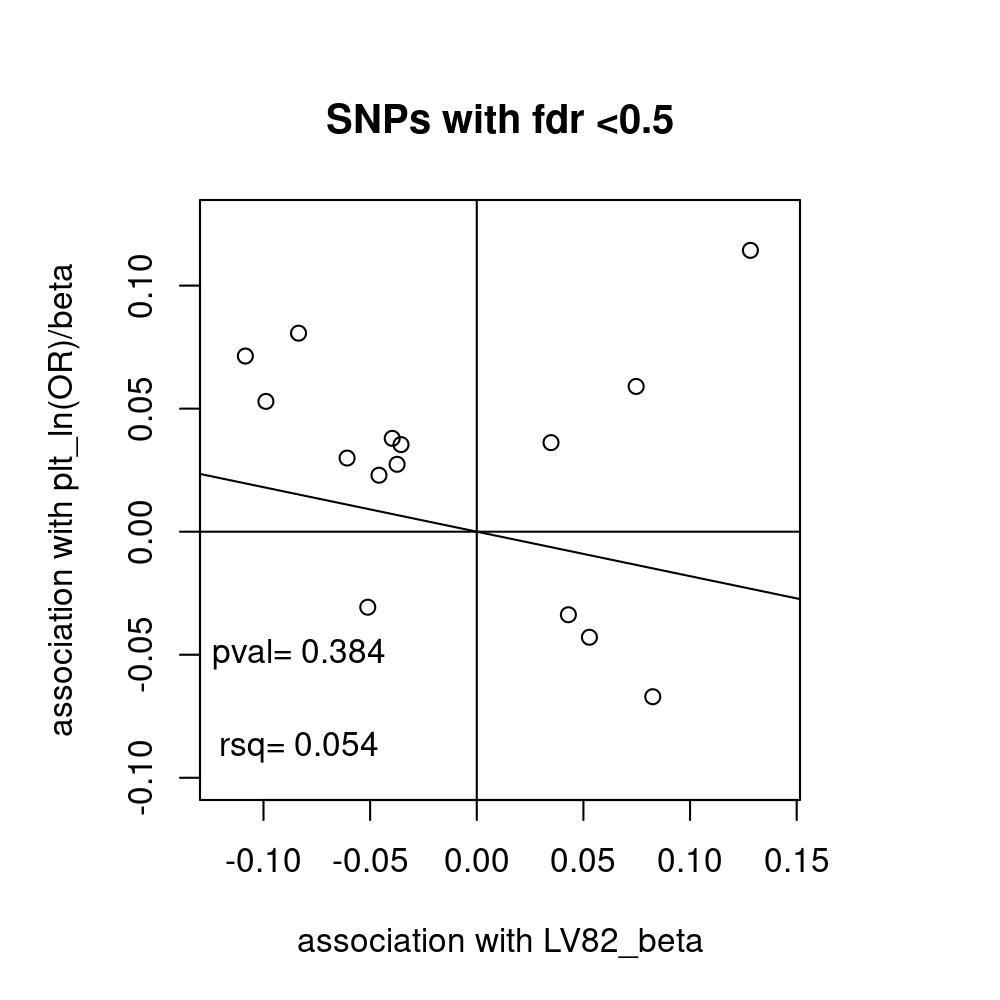 SNPs with fdr <0.5
association with plt_ln(OR)/beta
0.10
0.05
0.00
-0.05
-0.10
pval= 0.384
rsq= 0.054
-0.10 -0.05 0.00 0.05 0.10 0.15
association with LV82_beta